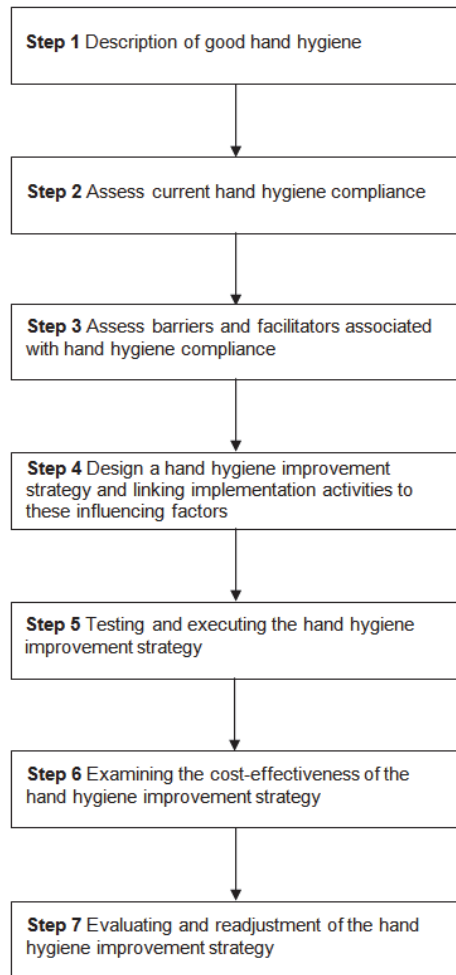 Step 1 Description of good hand hygiene
Step 2 Assess current hand hygiene compliance
Step 3 Assess barriers and facilitators associated
with hand hygiene compliance
Step 4 Design a hand hygiene improvement
strategy and linking implementation activities to
these influencing factors
Step 5 Testing and executing the hand hygiene
improvement strategy
Step 6 Examining the cost-effectiveness of the
hand hygiene improvement strategy
Step 7 Evaluating and readjustment of the hand
hygiene improvement strategy